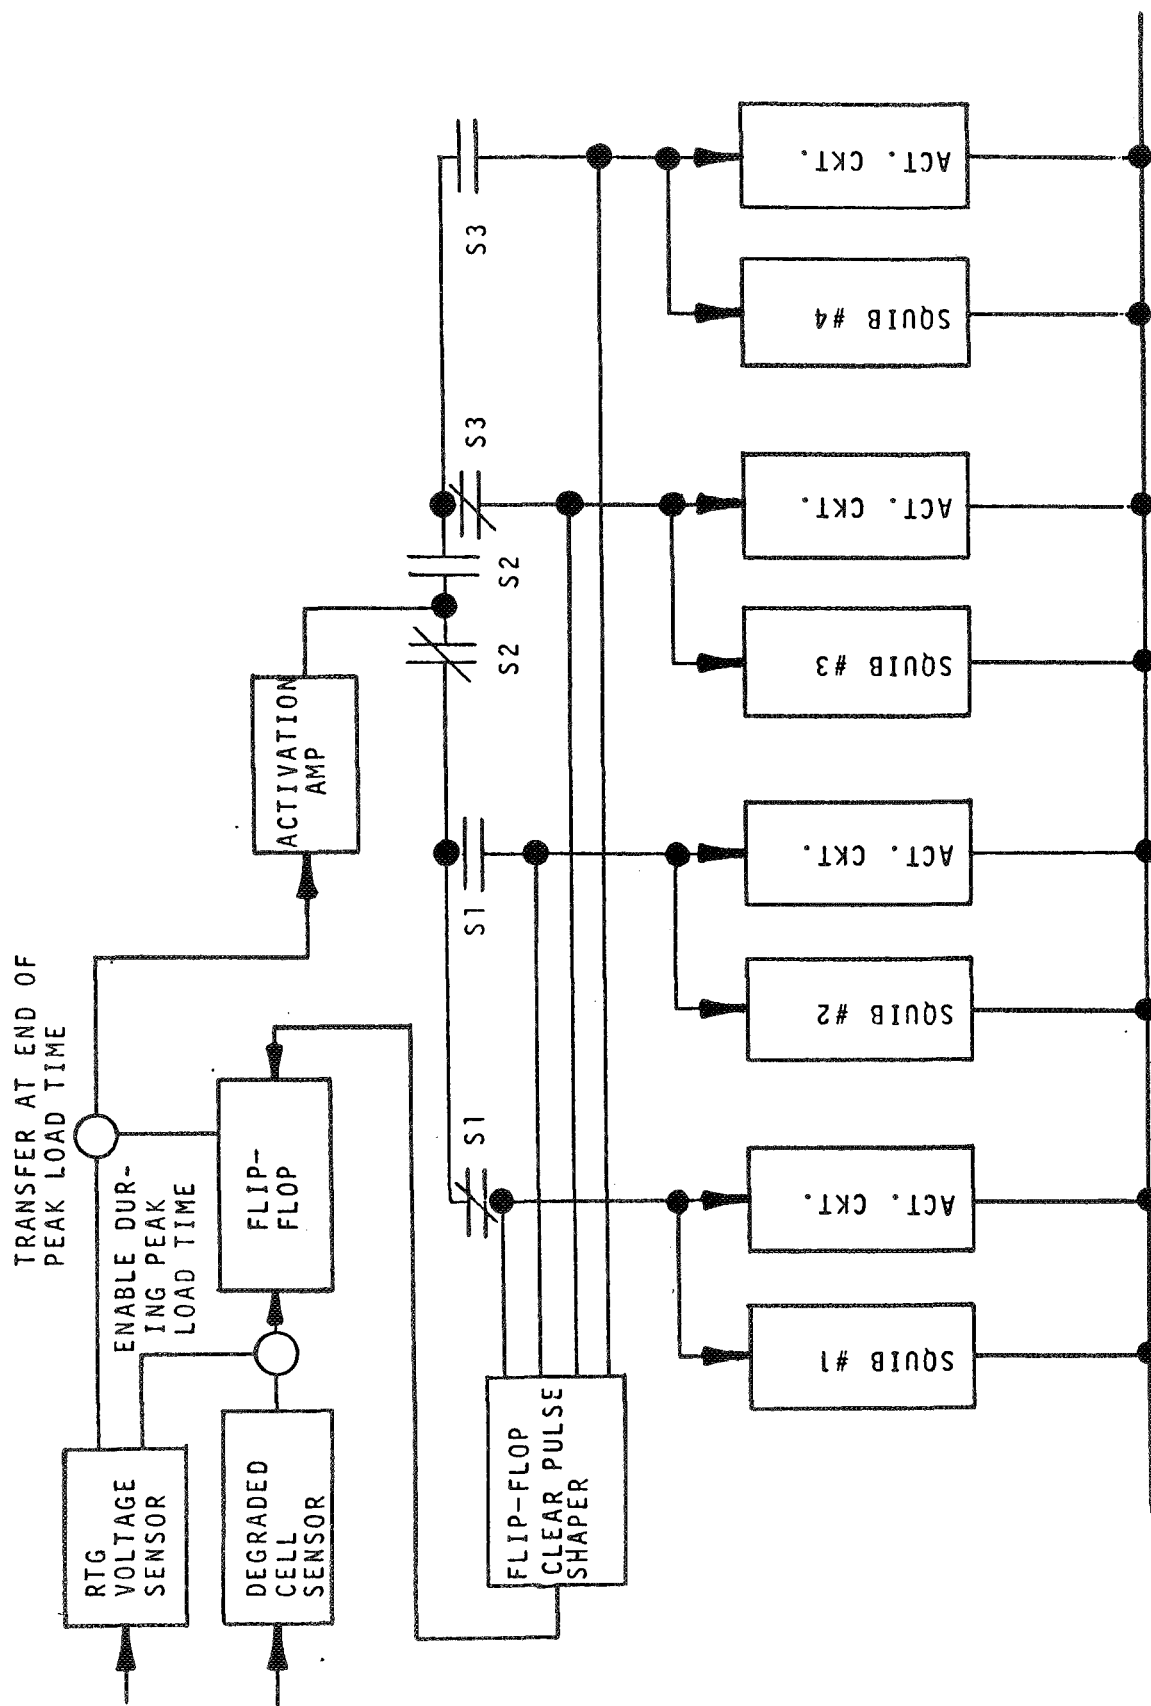 TRANSFER AT END OF
PEAK LOAD TIME
ENABLE DUR-
ING PEAK
LOAD TIME
RTG
VOLTAGE
SENSOR
DEGRADED
CELL
SENSOR
FLIP-
FLOP
ACTIVATION
AMP
FLIP-FLOP
CLEAR PULSE
SHAPER
S1
S1
S2
S2
S3
S3
SQUIB #1
ACT. CKT.
SQUIB #2
ACT. CKT.
SQUIB #3
ACT. CKT.
SQUIB #4
ACT. CKT.